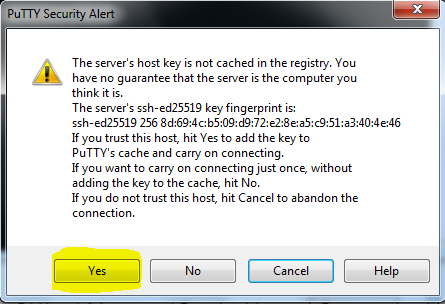 PuTTY Security Alert
The server's host key is not cached in the registry. You
have no guarantee that the server is the computer you
think it is.
The server's ssh-ed25519 key fingerprint is:
ssh-ed25519 256 8d:69:4c:b5:09:d9:72:e2:8e:a5:c9:51:a3:40:4e:46
If you trust this host, hit Yes to add the key to
PuTTY's cache and carry on connecting.
If you want to carry on connecting just once, without
adding the key to the cache, hit No.
If you do not trust this host, hit Cancel to abandon the
connection.
Yes No Cancel Help